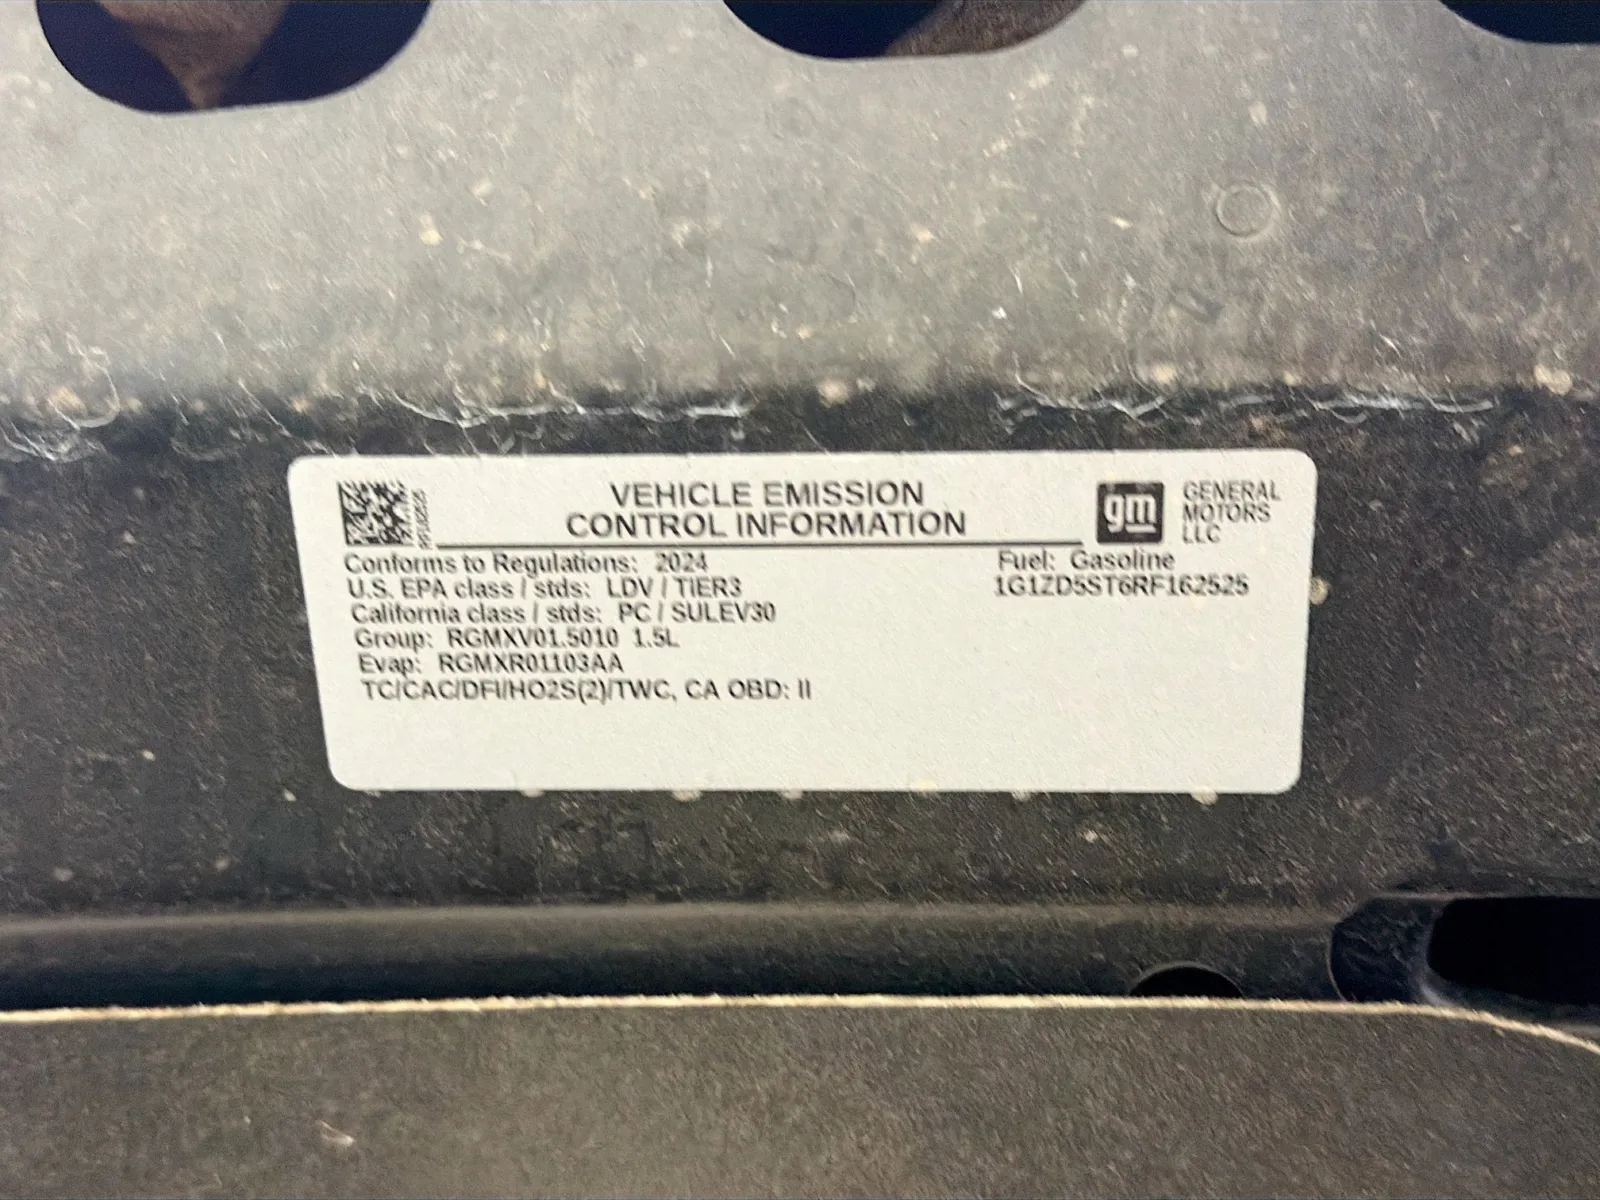 VEHICLE EMISSION
CONTROL INFORMATION
gm
GENERAL
MOTORS
LLC
Conforms to Regulations: 2024
Fuel: Gasoline
U.S. EPA class / stds: LDV / TIER3
1G1ZD5ST6RF162525
California class / stds: PC / SULEV30
Group: RGMXV01.5010 1.5L
Evap: RGMXR01103AA
TC/CAC/DFI/HO2S(2)/TWC, CA OBD: II